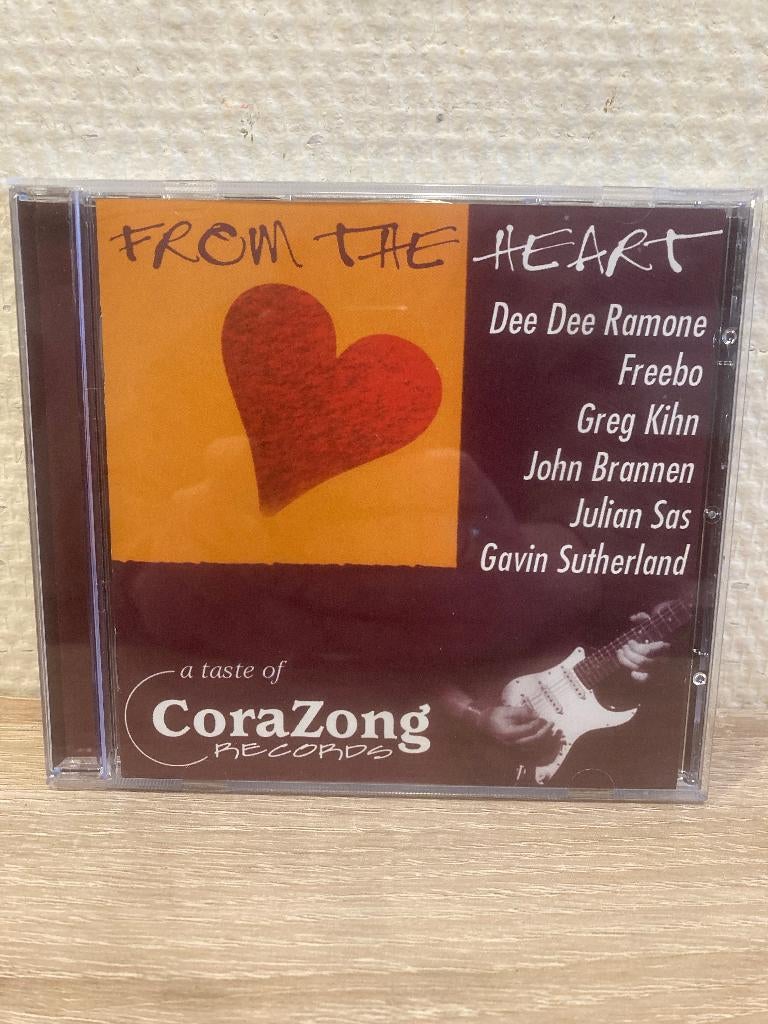 FROM THE HEART
Dee Dee Ramone
Freebo
Greg Kihn
John Brannen
Julian Sas
Gavin Sutherland
a taste of
CoraZong
RECORDS